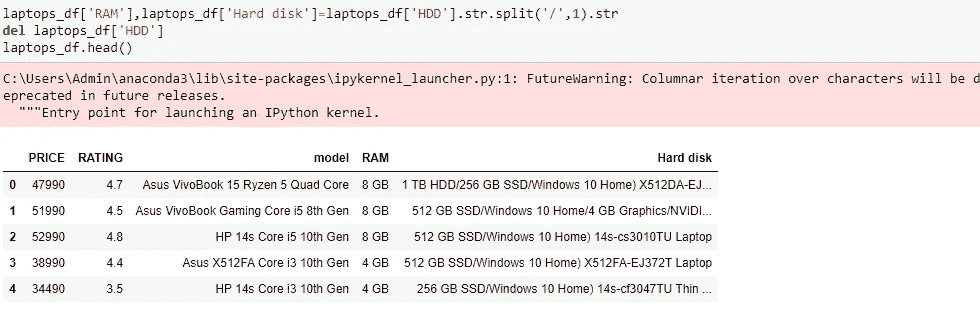 laptops_df['RAM'],laptops_df['Hard disk']=laptops_df['HDD'].str.split('/',1).str
del laptops_df['HDD']
laptops_df.head()
C:\Users\Admin\anaconda3\lib\site-packages\ipykernel_launcher.py:1: FutureWarning: Columnar iteration over characters will be d
eprecated in future releases.
"""Entry point for launching an IPython kernel.
PRICE RATING model RAM Hard disk
0 47990 4.7 Asus VivoBook 15 Ryzen 5 Quad Core 8 GB 1 TB HDD/256 GB SSD/Windows 10 Home) X512DA-EJ...
1 51990 4.5 Asus VivoBook Gaming Core i5 8th Gen 8 GB 512 GB SSD/Windows 10 Home/4 GB Graphics/NVIDI...
2 52990 4.8 HP 14s Core i5 10th Gen 8 GB 512 GB SSD/Windows 10 Home) 14s-cs3010TU Laptop
3 38990 4.4 Asus X512FA Core i3 10th Gen 4 GB 512 GB SSD/Windows 10 Home) X512FA-EJ372T Laptop
4 34490 3.5 HP 14s Core i3 10th Gen 4 GB 256 GB SSD/Windows 10 Home) 14s-cf3047TU Thin ...